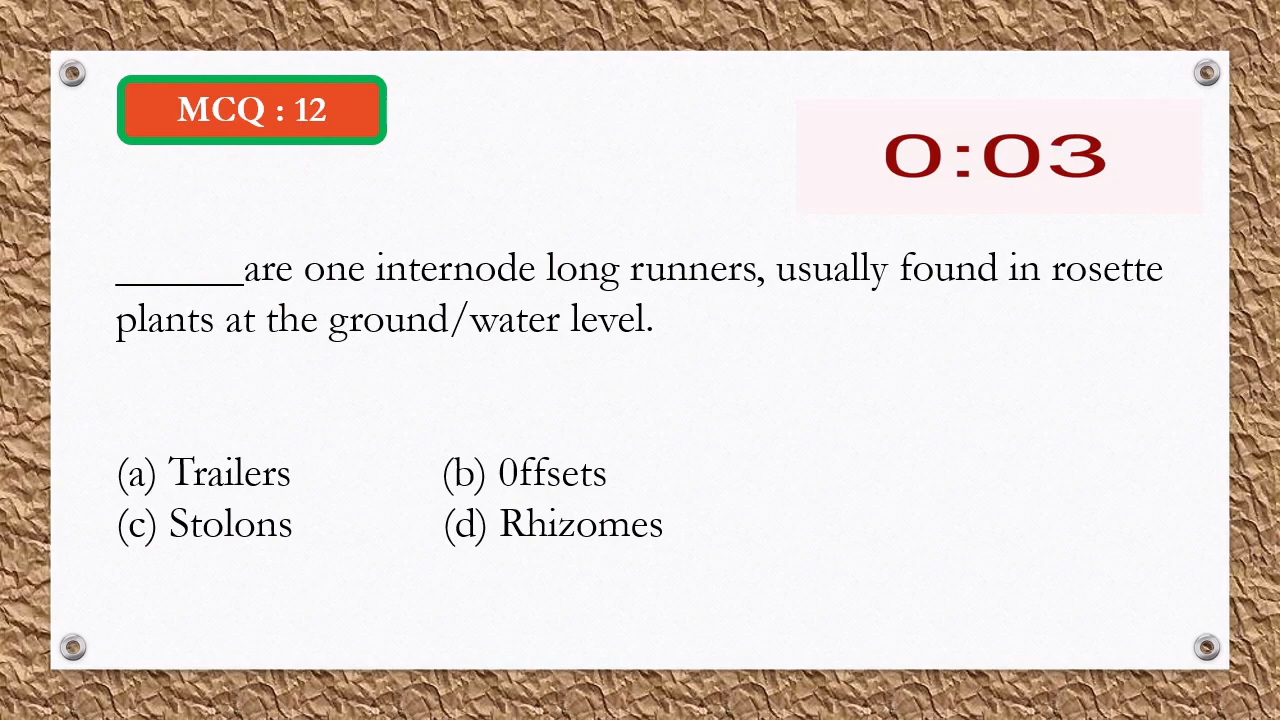 MCQ : 12
0:03
______are one internode long runners, usually found in rosette
plants at the ground/water level.
(a) Trailers (b) 0ffsets
(c) Stolons (d) Rhizomes